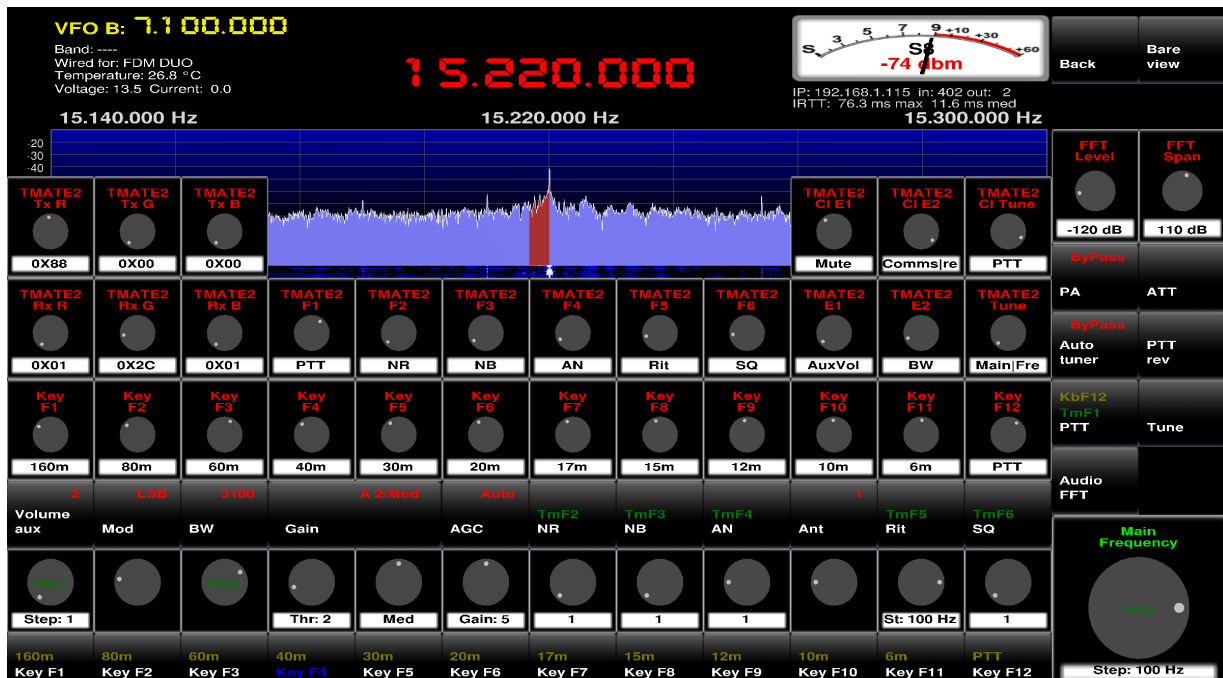 VFO B: 7.100.000
Band: ----
Wired for: FDM DUO
Temperature: 26.8 °C
Voltage: 13.5 Current: 0.0
15.220.000
S 3 5 7 9 +10 +30 +60
S8
-74 dbm
IP: 192.168.1.115 in: 402 out: 2
IRTT: 76.3 ms max 11.6 ms med
Back
Bare
view
15.140.000 Hz 15.220.000 Hz 15.300.000 Hz
-20
-30
-40
FFT
Level
-120 dB
FFT
Span
110 dB
TMATE2 TMATE2 TMATE2 TMATE2 TMATE2 TMATE2
Tx R Tx G Tx B Cl E1 Cl E2 Cl Tune
0X88 0X00 0X00 Mute Comms|re PTT
ByPass
PA ATT
TMATE2 TMATE2 TMATE2 TMATE2 TMATE2 TMATE2 TMATE2 TMATE2 TMATE2 TMATE2 TMATE2 TMATE2
Rx R Rx G Rx B F1 F2 F3 F4 F5 F6 E1 E2 Tune
0X01 0X2C 0X01 PTT NR NB AN Rit SQ AuxVol BW Main|Fre
ByPass
Auto
tuner
PTT
rev
Key Key Key Key Key Key Key Key Key Key Key Key
F1 F2 F3 F4 F5 F6 F7 F8 F9 F10 F11 F12
160m 80m 60m 40m 30m 20m 17m 15m 12m 10m 6m PTT
KbF12
TmF1
PTT Tune
Audio
FFT
2 LSB 3100 A 2/Med Auto I
TmF2 TmF3 TmF4 TmF5 TmF6
Volume
aux Mod BW Gain AGC NR NB AN Ant Rit SQ
Step: 1 Thr: 2 Med Gain: 5 1 1 1 St: 100 Hz 1
Main
Frequency
Step: 100 Hz
160m 80m 60m 40m 30m 20m 17m 15m 12m 10m 6m PTT
Key F1 Key F2 Key F3 Key F4 Key F5 Key F6 Key F7 Key F8 Key F9 Key F10 Key F11 Key F12